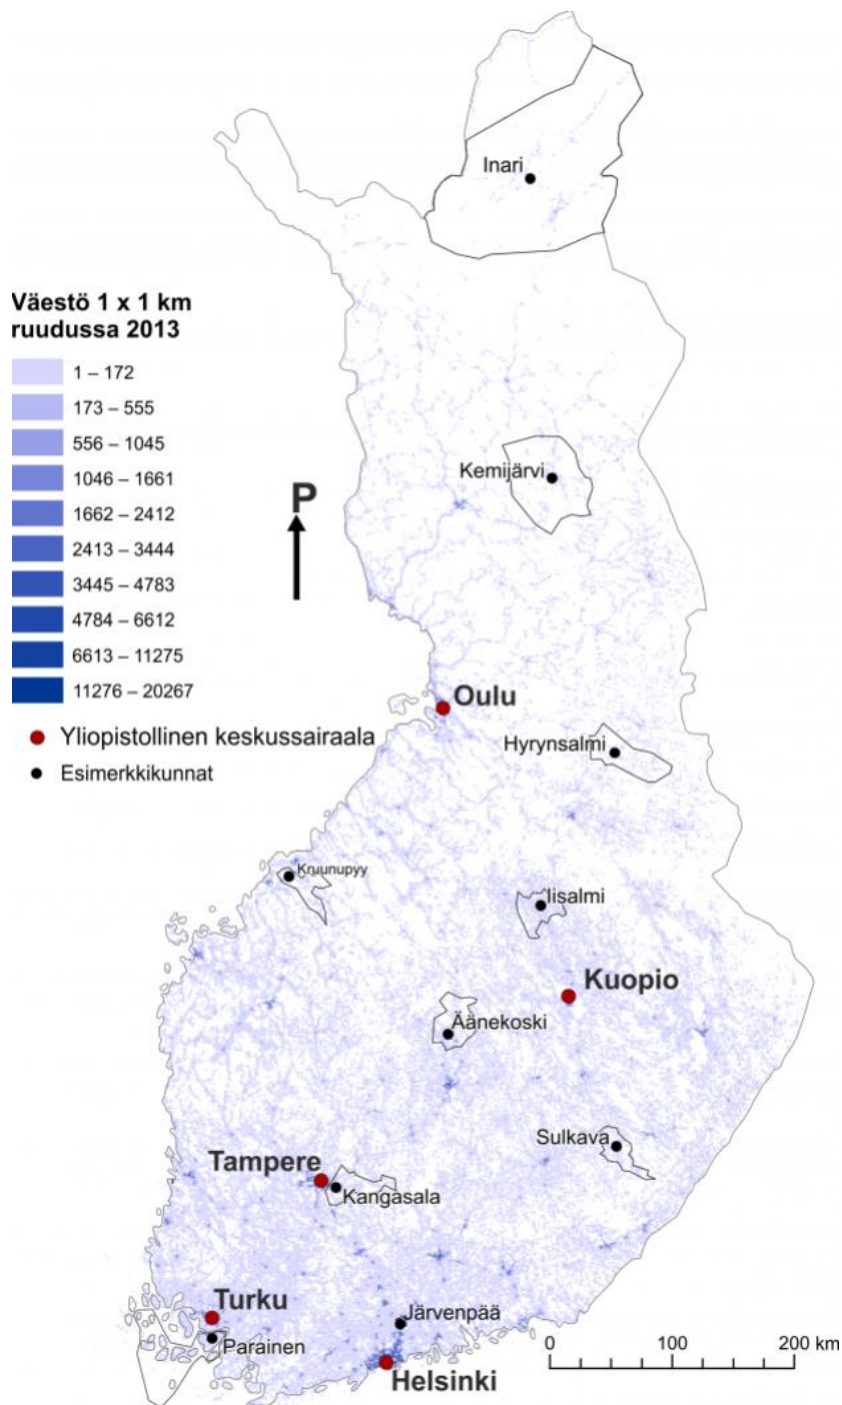 Inari
Väestö 1 x 1 km
ruudussa 2013
1 – 172
173 – 555
556 – 1045
1046 – 1661
1662 – 2412
2413 – 3444
3445 – 4783
4784 – 6612
6613 – 11275
11276 – 20267
Yliopistollinen keskussairaala
Esimerkkikunnat
P
Kemijärvi
Oulu
Hyrynsalmi
Kruunupyy
Iisalmi
Kuopio
Äänekoski
Sulkava
Tampere
Kangasala
Turku
Järvenpää
Parainen
Helsinki
0 100 200 km